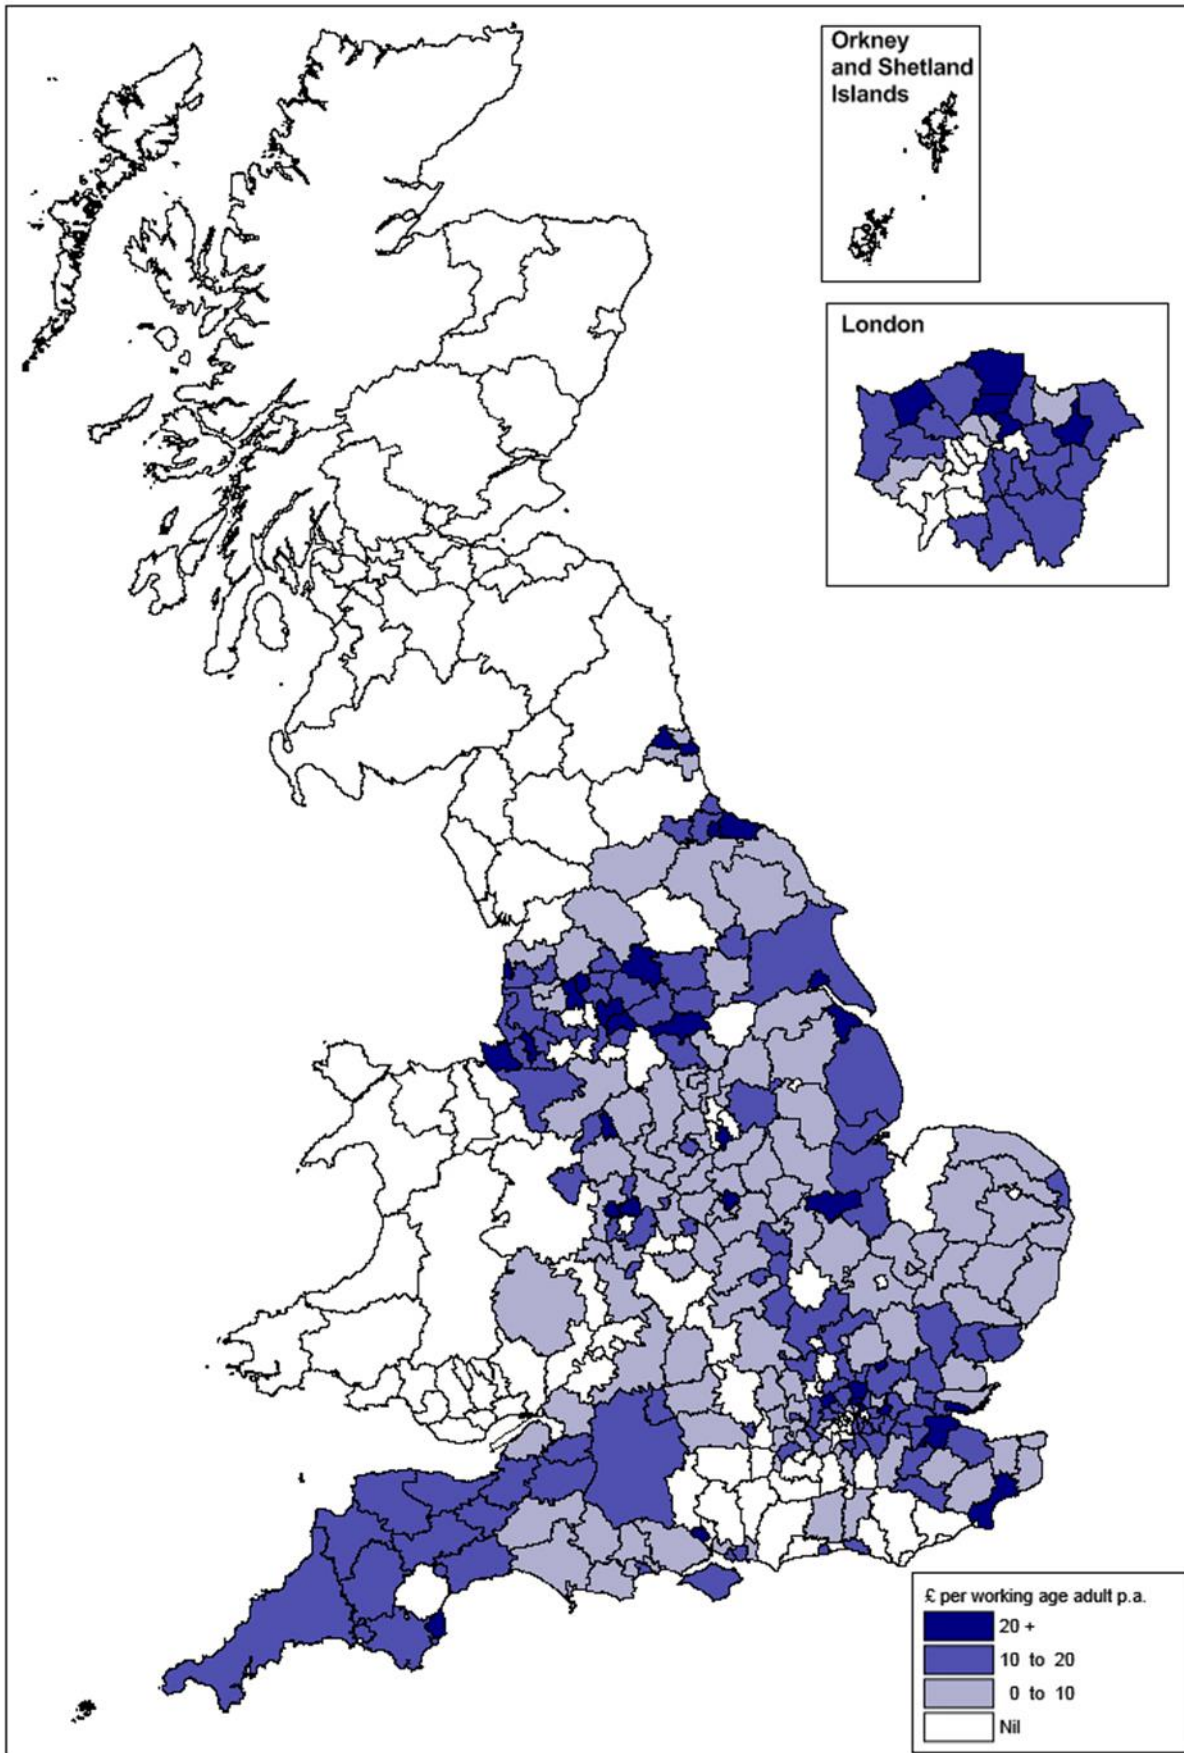 Orkney
and Shetland
Islands
London
£ per working age adult p.a.
20 +
10 to 20
0 to 10
Nil